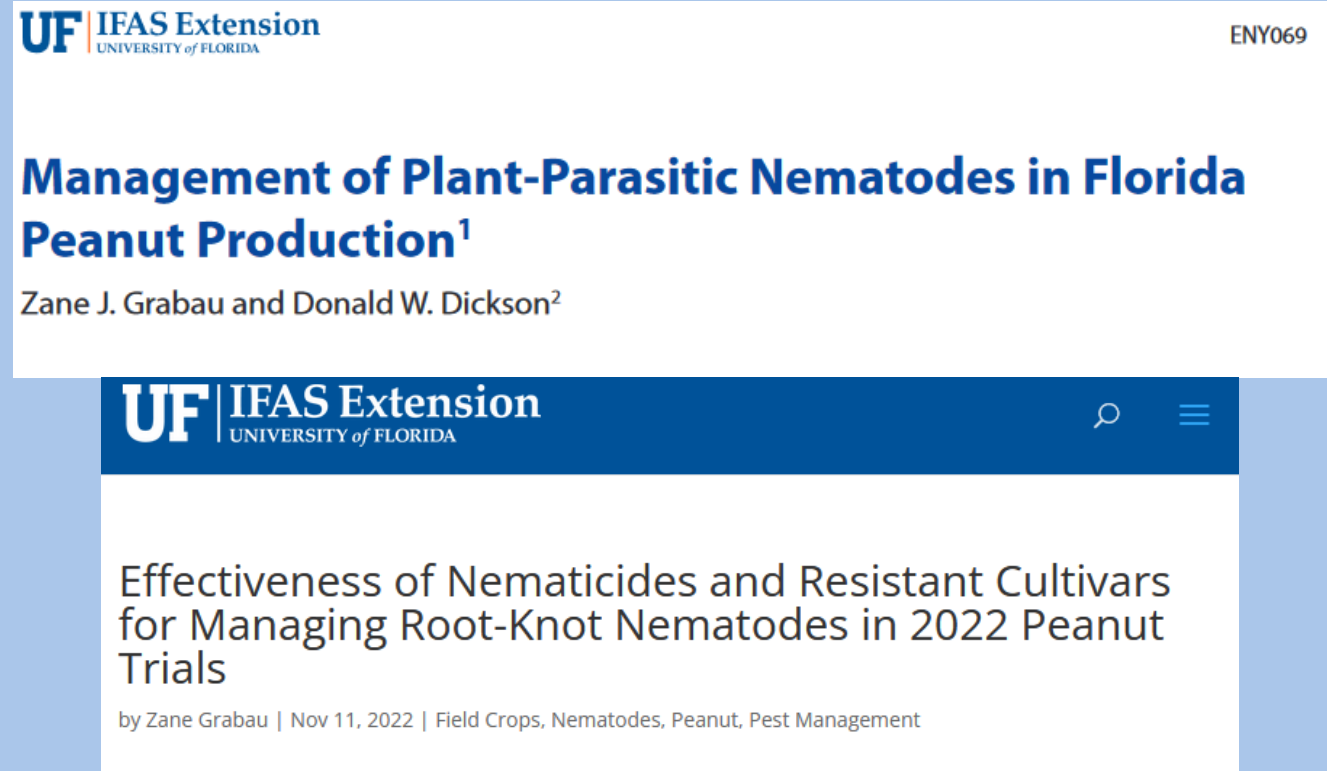 UF IFAS Extension
UNIVERSITY of FLORIDA
ENY069
Management of Plant-Parasitic Nematodes in Florida
Peanut Production¹
Zane J. Grabau and Donald W. Dickson²
UF IFAS Extension
UNIVERSITY of FLORIDA
Effectiveness of Nematicides and Resistant Cultivars
for Managing Root-Knot Nematodes in 2022 Peanut
Trials
by Zane Grabau | Nov 11, 2022 | Field Crops, Nematodes, Peanut, Pest Management